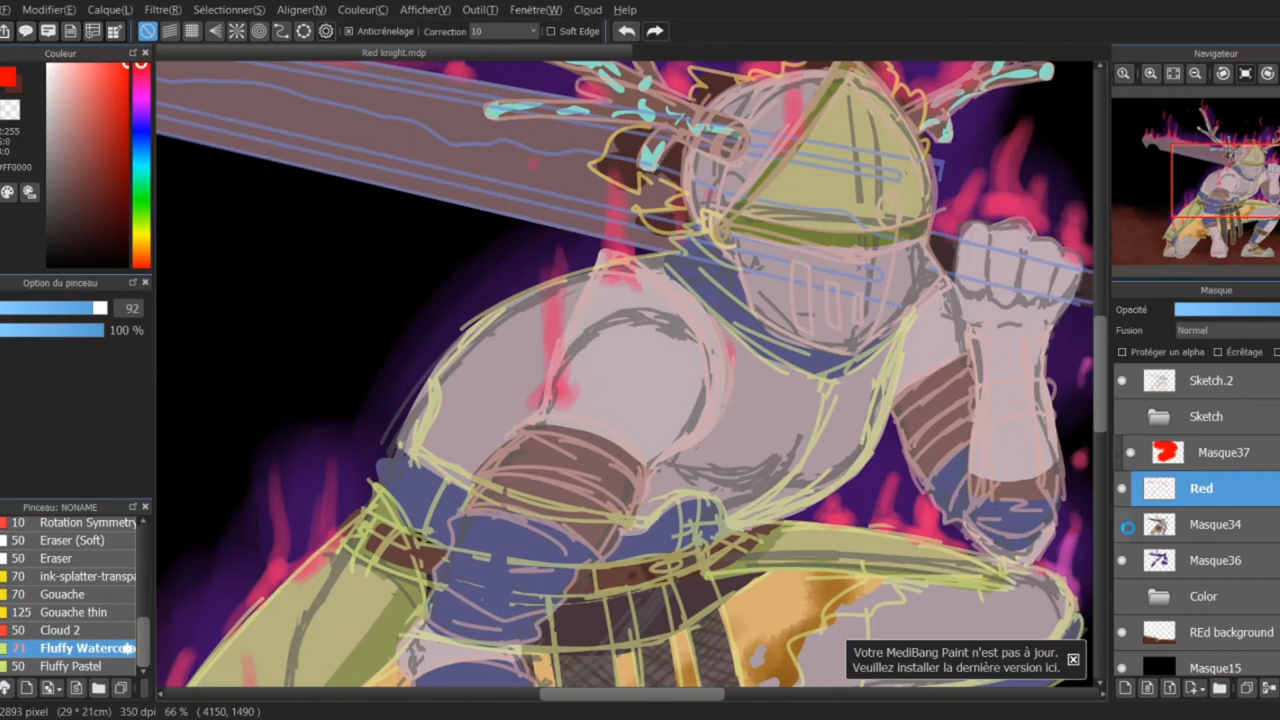 Modifier(E) Calque(L) Filtre(R) Sélectionner(S) Aligner(N) Couleur(C) Afficher(V) Outil(T) Fenêtre(W) Cloud Help
Anticrénelage Correction 10 Soft Edge
Couleur
Red knight.mdp
Navigateur
:255
:0
:0
#FF0000
Option du pinceau
92
100 %
Masque
Opacité
Fusion Normal
Protéger un alpha Écrêtage
Sketch.2
Sketch
Masque37
Red
Masque34
Masque36
Color
REd background
Masque15
Pinceau: NONAME
10 Rotation Symmetry
50 Eraser (Soft)
50 Eraser
70 ink-splatter-transpa
70 Gouache
125 Gouache thin
50 Cloud 2
71 Fluffy Waterco
50 Fluffy Pastel
Votre MediBang Paint n'est pas à jour.
Veuillez installer la dernière version ici.
2893 pixel (29 * 21cm) 350 dpi 66 % ( 4150, 1490 )